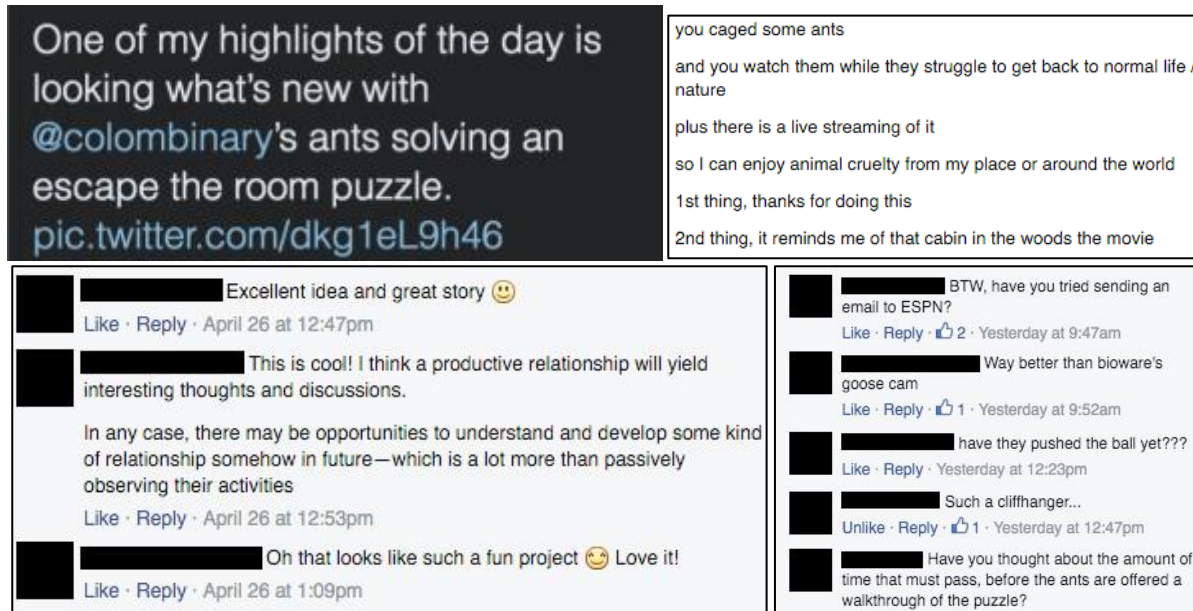 One of my highlights of the day is
looking what's new with
@colombinary's ants solving an
escape the room puzzle.
pic.twitter.com/dkg1eL9h46
you caged some ants
and you watch them while they struggle to get back to normal life /
nature
plus there is a live streaming of it
so I can enjoy animal cruelty from my place or around the world
1st thing, thanks for doing this
2nd thing, it reminds me of that cabin in the woods the movie
Excellent idea and great story
Like · Reply · April 26 at 12:47pm
This is cool! I think a productive relationship will yield
interesting thoughts and discussions.
In any case, there may be opportunities to understand and develop some kind
of relationship somehow in future—which is a lot more than passively
observing their activities
Like · Reply · April 26 at 12:53pm
Oh that looks like such a fun project 😊 Love it!
Like · Reply · April 26 at 1:09pm
BTW, have you tried sending an
email to ESPN?
Like · Reply · 2 · Yesterday at 9:47am
Way better than bioware's
goose cam
Like · Reply · 1 · Yesterday at 9:52am
have they pushed the ball yet???
Like · Reply · Yesterday at 12:23pm
Such a cliffhanger...
Unlike · Reply · 1 · Yesterday at 12:47pm
Have you thought about the amount of
time that must pass, before the ants are offered a
walkthrough of the puzzle?